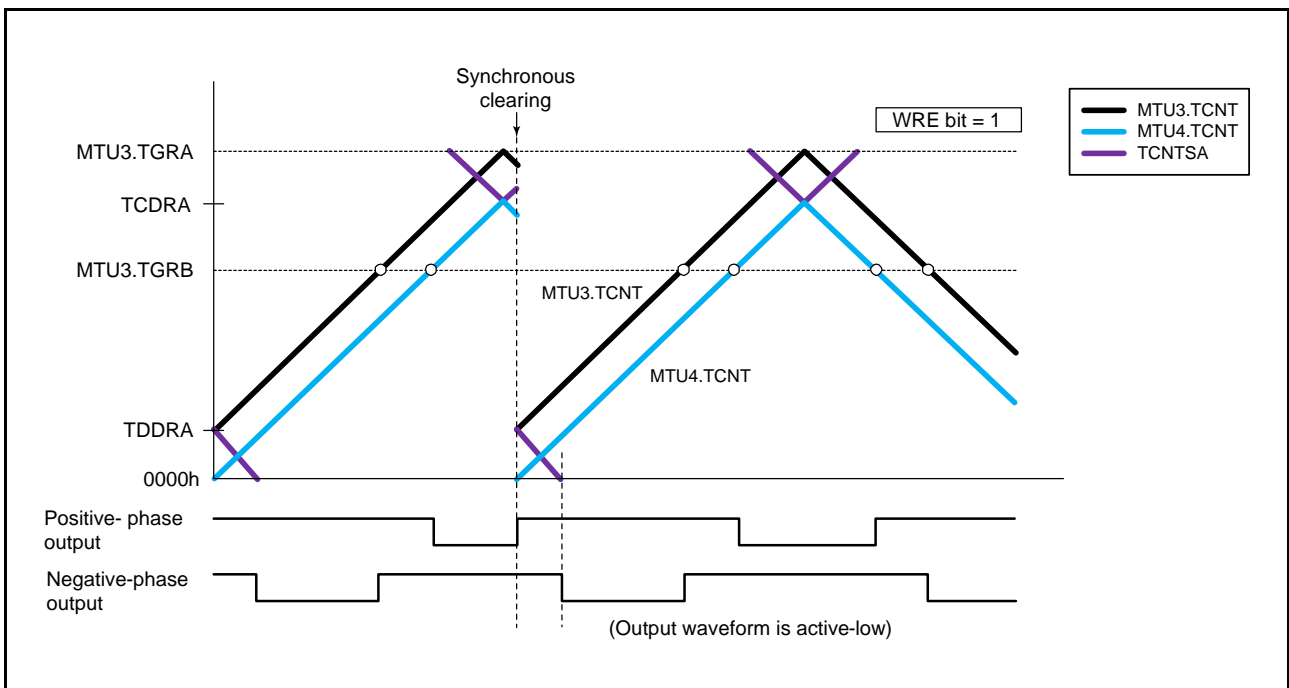 Synchronous
clearing
WRE bit = 1
MTU3.TCNT
MTU4.TCNT
TCNTSA
MTU3.TGRA
TCDRA
MTU3.TGRB
MTU3.TCNT
MTU4.TCNT
TDDRA
0000h
Positive- phase
output
Negative-phase
output
(Output waveform is active-low)